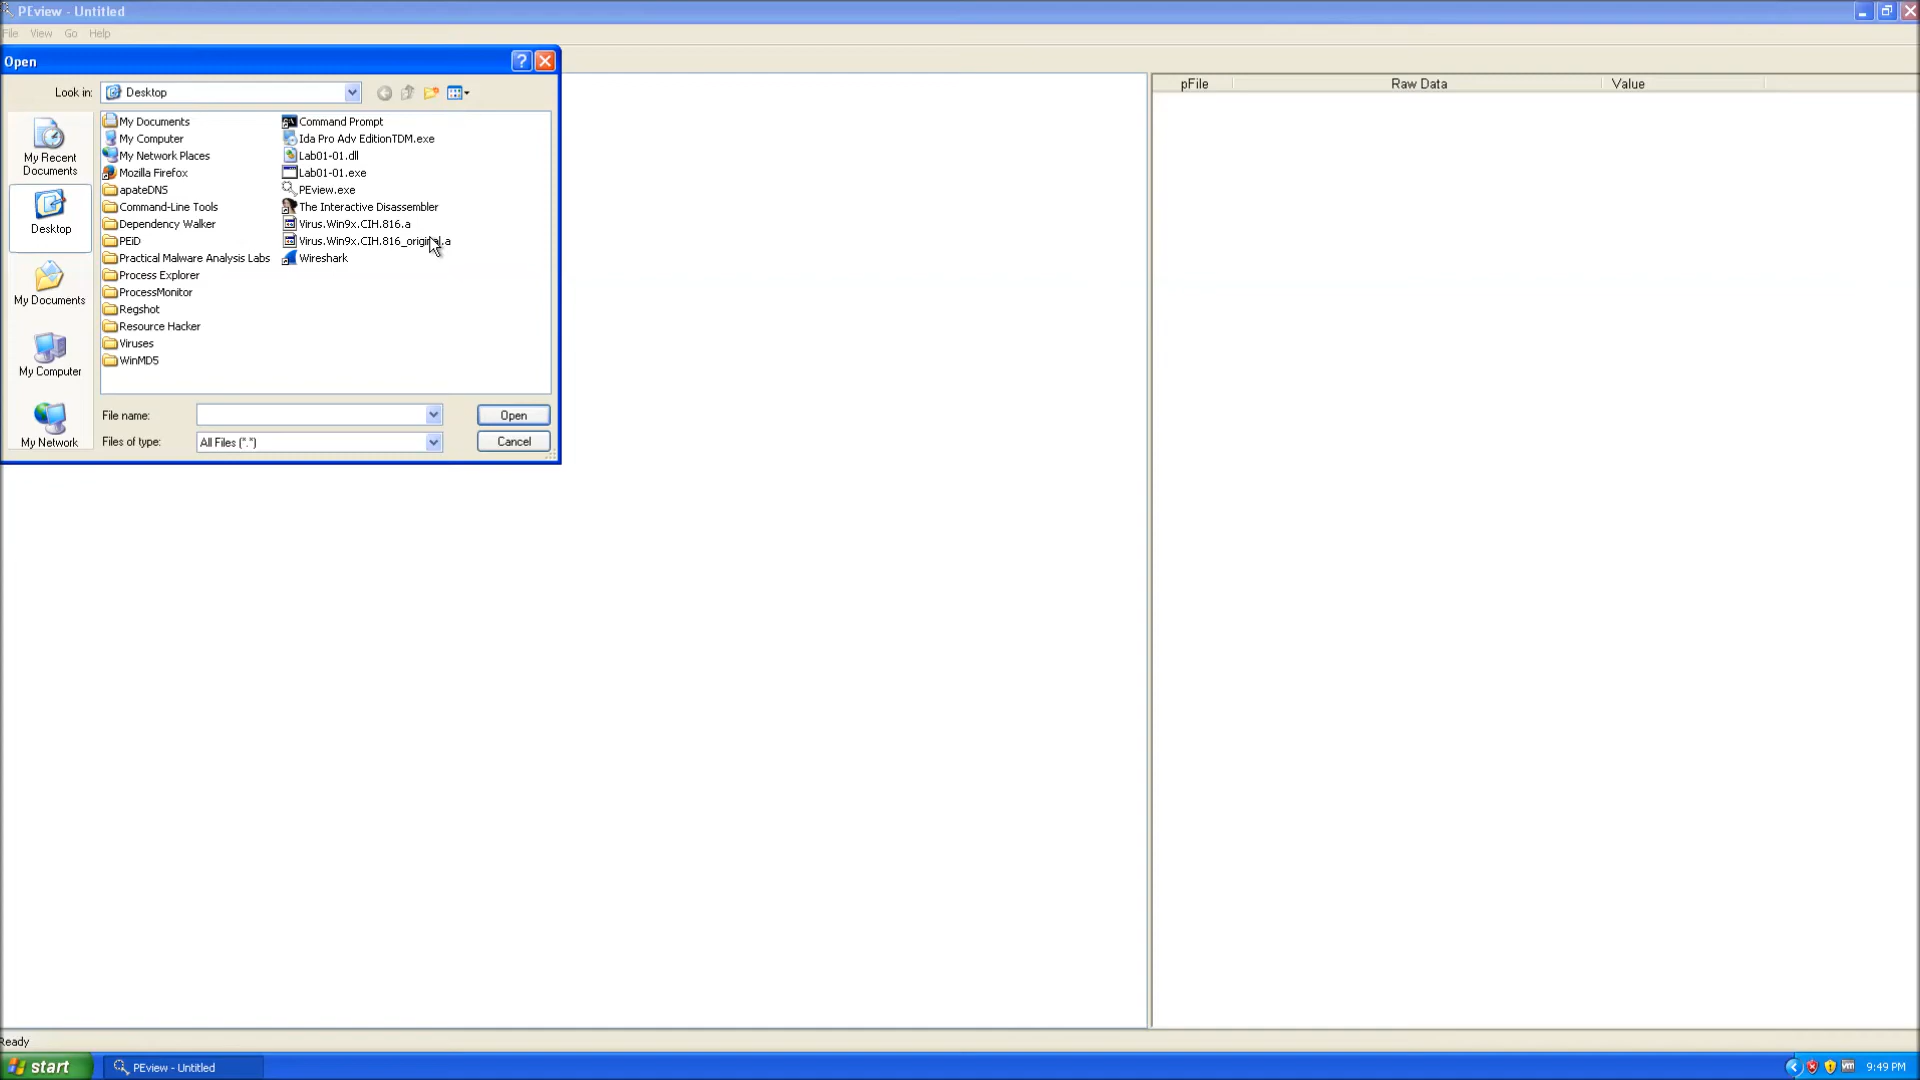 PEview - Untitled
File View Go Help
Open
Look in: Desktop
My Recent Documents
Desktop
My Documents
My Computer
My Network
My Documents
My Computer
My Network Places
Mozilla Firefox
apateDNS
Command-Line Tools
Dependency Walker
PEiD
Practical Malware Analysis Labs
Process Explorer
ProcessMonitor
Regshot
Resource Hacker
Viruses
WinMD5
Command Prompt
Ida Pro Adv EditionTDM.exe
Lab01-01.dll
Lab01-01.exe
PEview.exe
The Interactive Disassembler
Virus.Win9x.CIH.816.a
Virus.Win9x.CIH.816_original.a
Wireshark
File name:
Open
Files of type: All Files (*.*)
Cancel
pFile Raw Data Value
Ready
start PEview - Untitled 9:49 PM